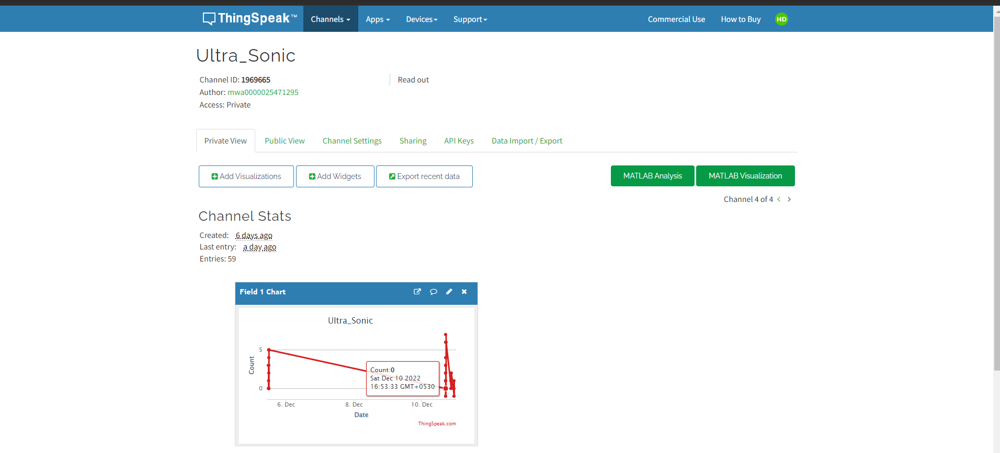 ThingSpeak™ Channels Apps Devices Support Commercial Use How to Buy HD
Ultra_Sonic
Channel ID: 1969665
Author: mwa0000025471295
Access: Private
Read out
Private View Public View Channel Settings Sharing API Keys Data Import / Export
Add Visualizations Add Widgets Export recent data MATLAB Analysis MATLAB Visualization
Channel 4 of 4
Channel Stats
Created: 6 days ago
Last entry: a day ago
Entries: 59
Field 1 Chart
Ultra_Sonic
Count
5
0
Count:0
Sat Dec 10 2022
16:53:33 GMT+0530
6. Dec 8. Dec 10. Dec
Date
ThingSpeak.com